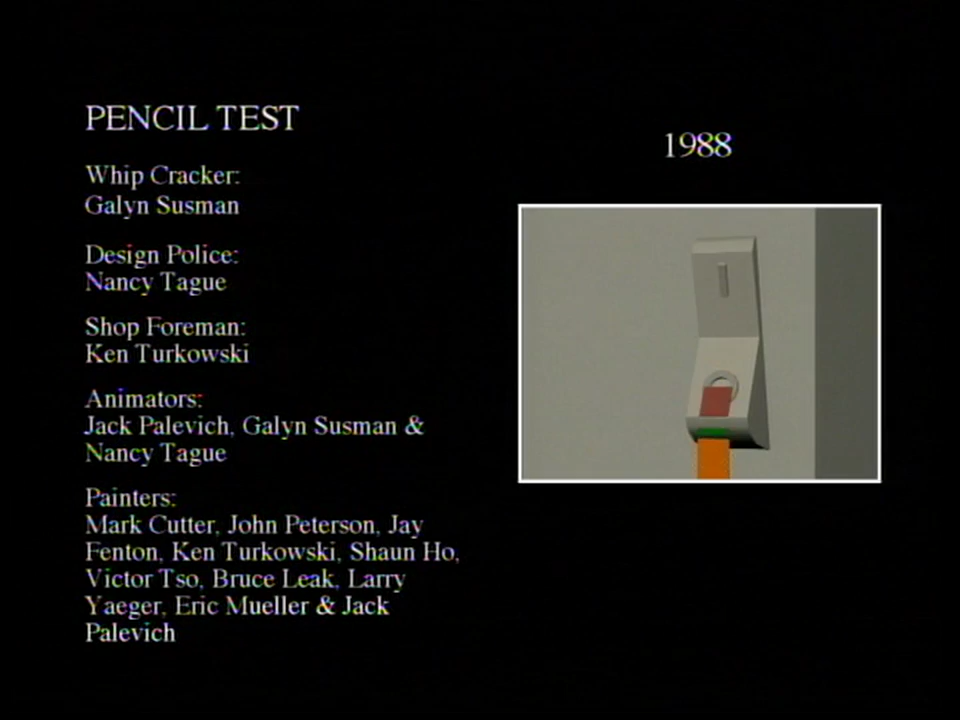 PENCIL TEST
1988
Whip Cracker:
Galyn Susman
Design Police:
Nancy Tague
Shop Foreman:
Ken Turkowski
Animators:
Jack Palevich, Galyn Susman &
Nancy Tague
Painters:
Mark Cutter, John Peterson, Jay
Fenton, Ken Turkowski, Shaun Ho,
Victor Tso, Bruce Leak, Larry
Yaeger, Eric Mueller & Jack
Palevich